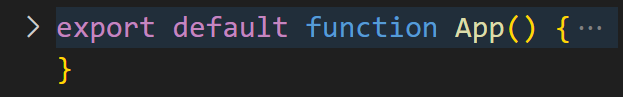 export default function App() {···
}